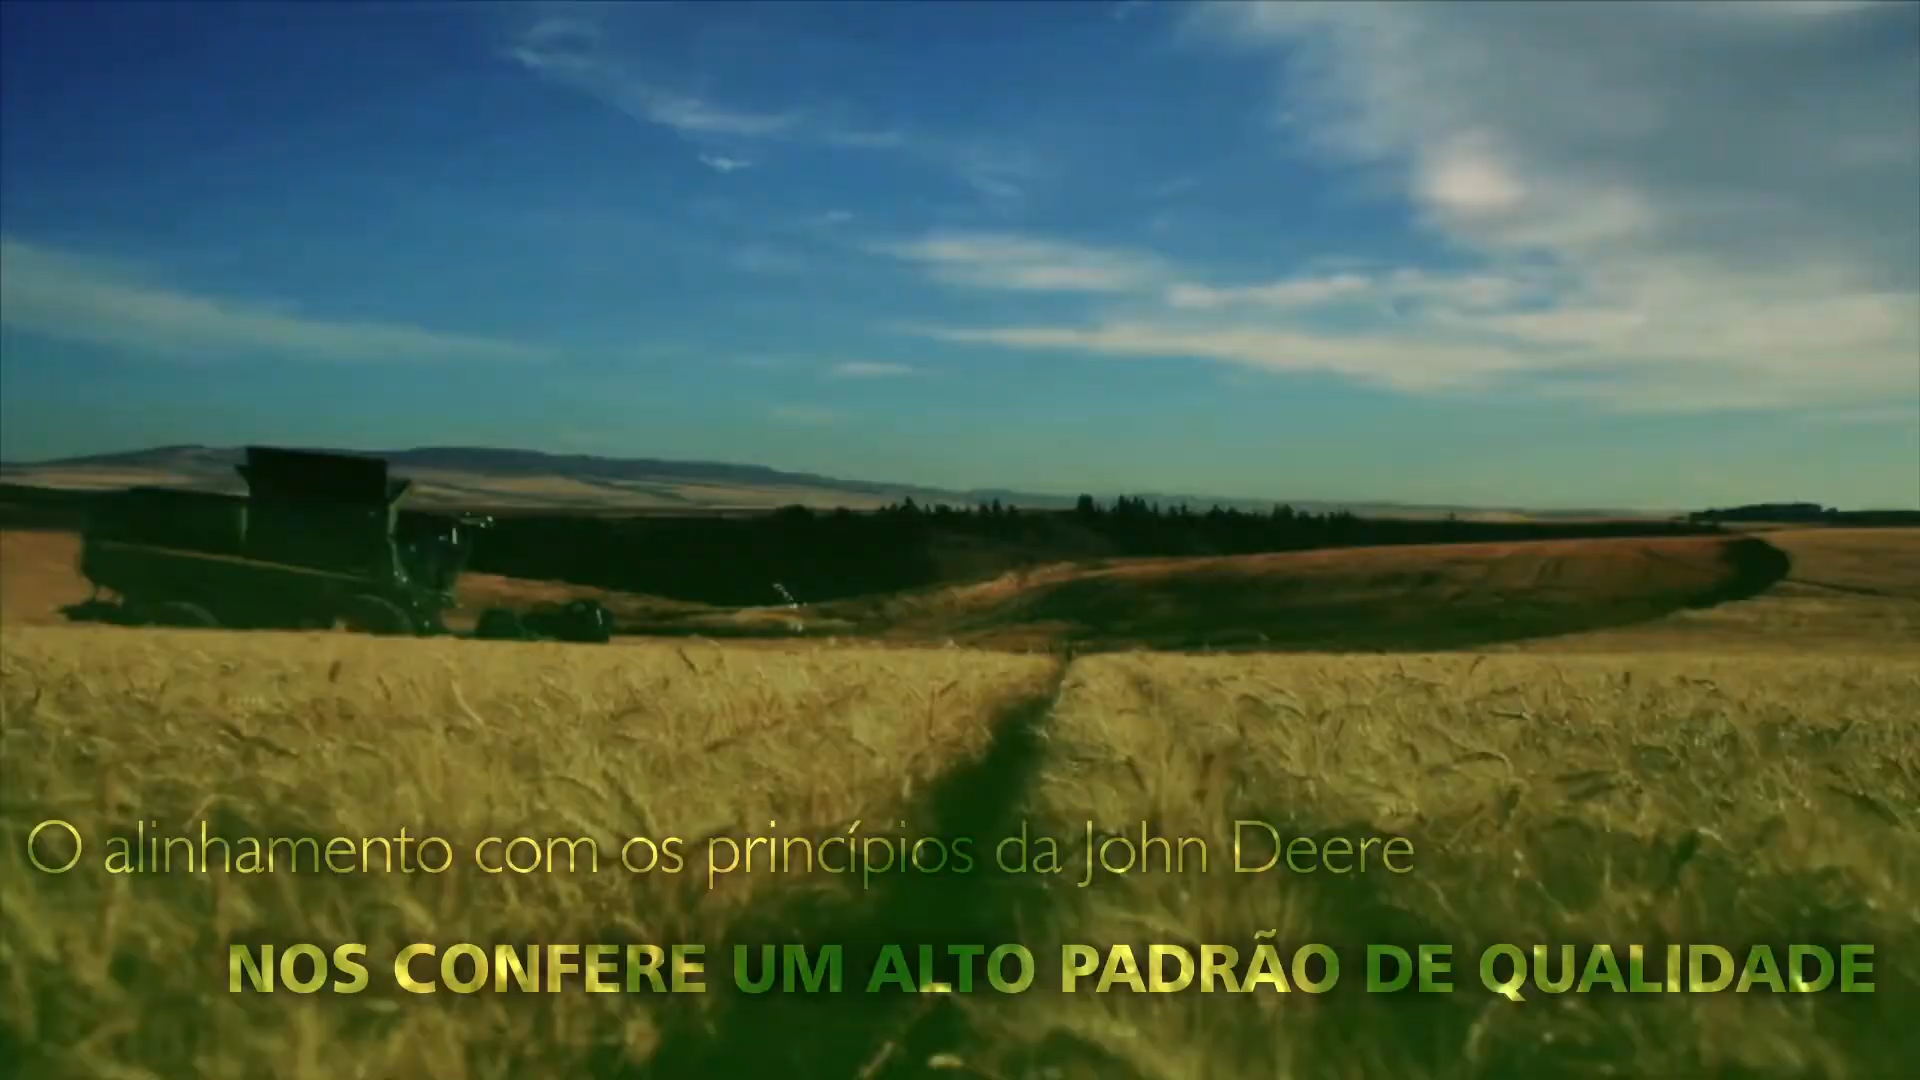 O alinhamento com os princípios da John Deere
NOS CONFERE UM ALTO PADRÃO DE QUALIDADE